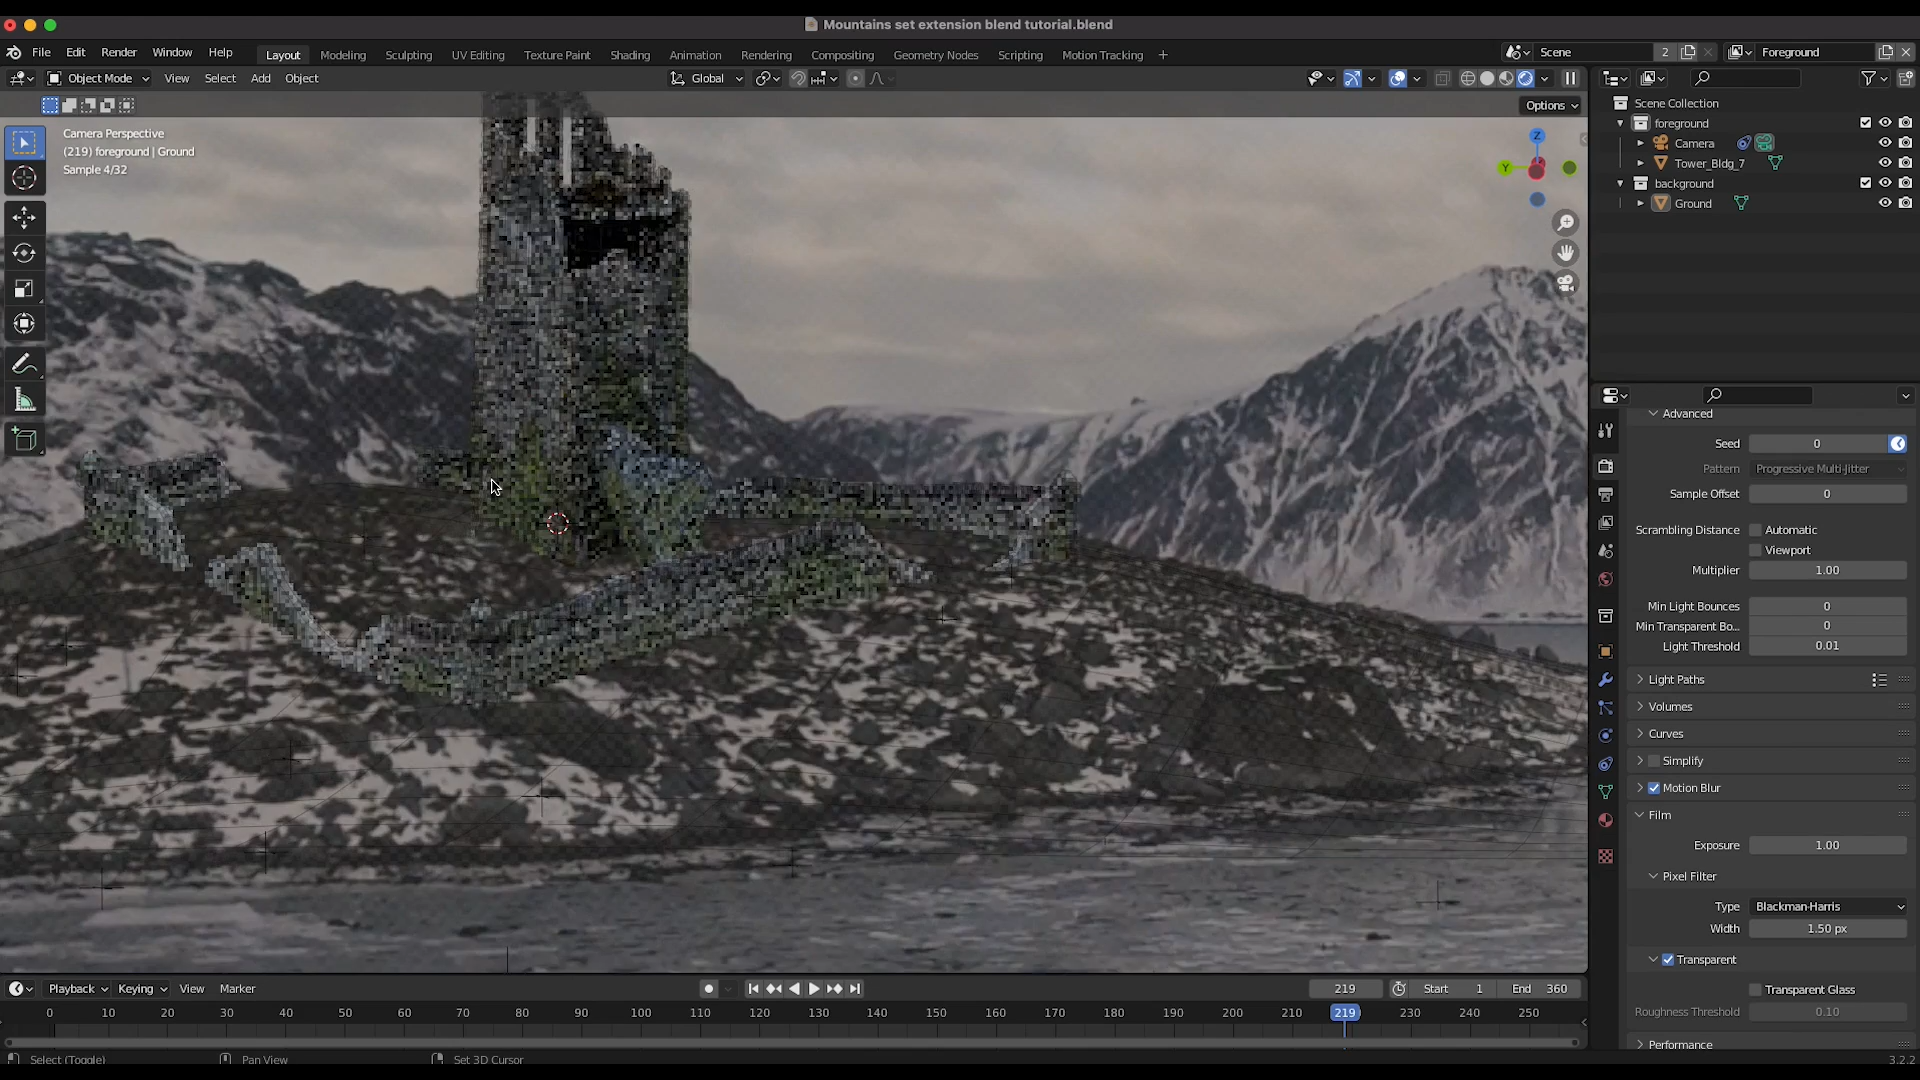 Mountains set extension blend tutorial.blend
File Edit Render Window Help Layout Modeling Sculpting UV Editing Texture Paint Shading Animation Rendering Compositing Geometry Nodes Scripting Motion Tracking + Scene 2 Foreground
Object Mode View Select Add Object Global
Options
Camera Perspective
(219) foreground | Ground
Sample 4/32
Z
Y
Scene Collection
foreground
Camera
Tower_Bldg_7
background
Ground
Advanced
Seed 0
Pattern Progressive Multi-Jitter
Sample Offset 0
Scrambling Distance Automatic
Viewport
Multiplier 1.00
Min Light Bounces 0
Min Transparent Bo... 0
Light Threshold 0.01
Light Paths
Volumes
Curves
Simplify
Motion Blur
Film
Exposure 1.00
Pixel Filter
Type Blackman-Harris
Width 1.50 px
Transparent
Transparent Glass
Roughness Threshold 0.10
Performance
Playback Keying View Marker 219 Start 1 End 360
0 10 20 30 40 50 60 70 80 90 100 110 120 130 140 150 160 170 180 190 200 210 219 230 240 250
Select (Toggle) Pan View Set 3D Cursor 3.2.2